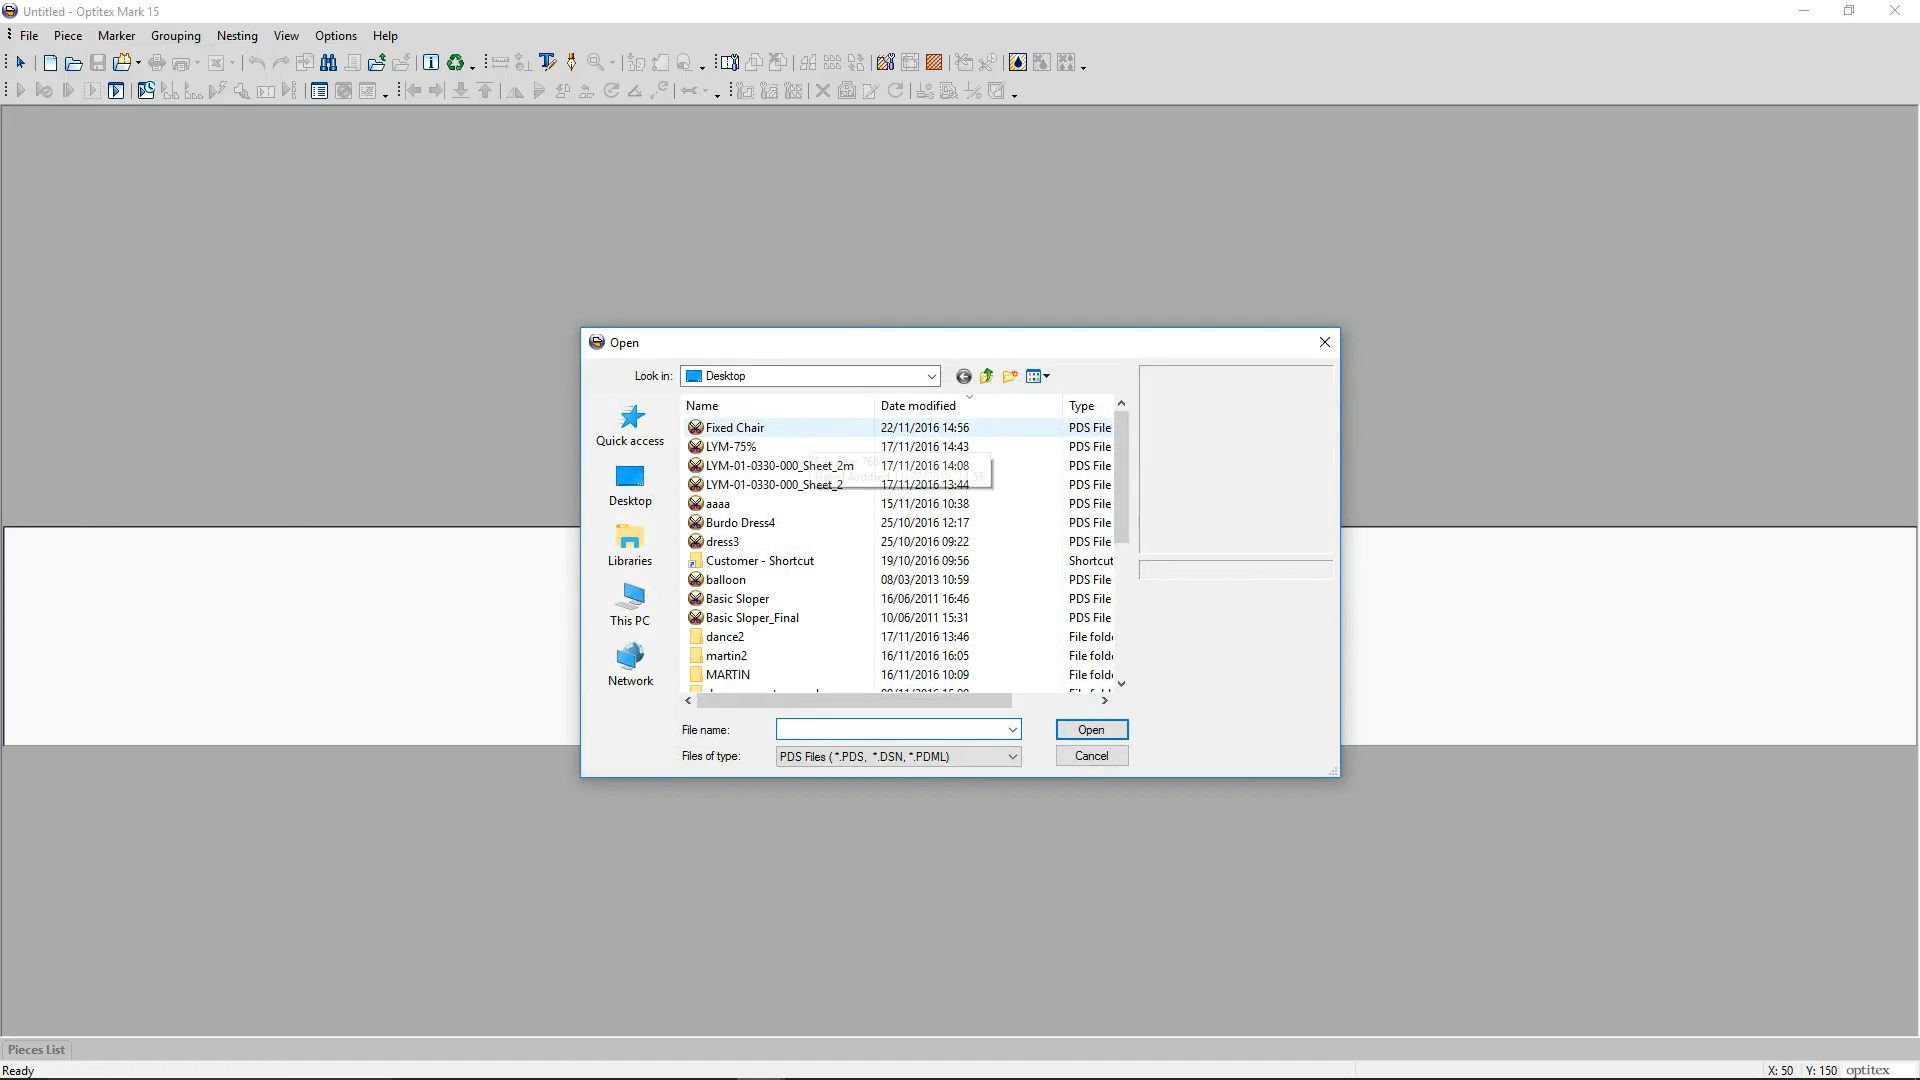 Untitled - Optitex Mark 15
File Piece Marker Grouping Nesting View Options Help
Open
Look in: Desktop
Name Date modified Type
Fixed Chair 22/11/2016 14:56 PDS File
LYM-75% 17/11/2016 14:43 PDS File
LYM-01-0330-000_Sheet_2m 17/11/2016 14:08 PDS File
LYM-01-0330-000_Sheet_2 17/11/2016 13:44 PDS File
aaaa 15/11/2016 10:38 PDS File
Burdo Dress4 25/10/2016 12:17 PDS File
dress3 25/10/2016 09:22 PDS File
Customer - Shortcut 19/10/2016 09:56 Shortcut
balloon 08/03/2013 10:59 PDS File
Basic Sloper 16/06/2011 16:46 PDS File
Basic Sloper_Final 10/06/2011 15:31 PDS File
dance2 17/11/2016 13:46 File folde
martin2 16/11/2016 16:05 File folde
MARTIN 16/11/2016 10:09 File folde
Quick access
Desktop
Libraries
This PC
Network
File name: Open
Files of type: PDS Files (*.PDS, *.DSN, *.PDML) Cancel
Pieces List
Ready X: 50 Y: 150 optitex